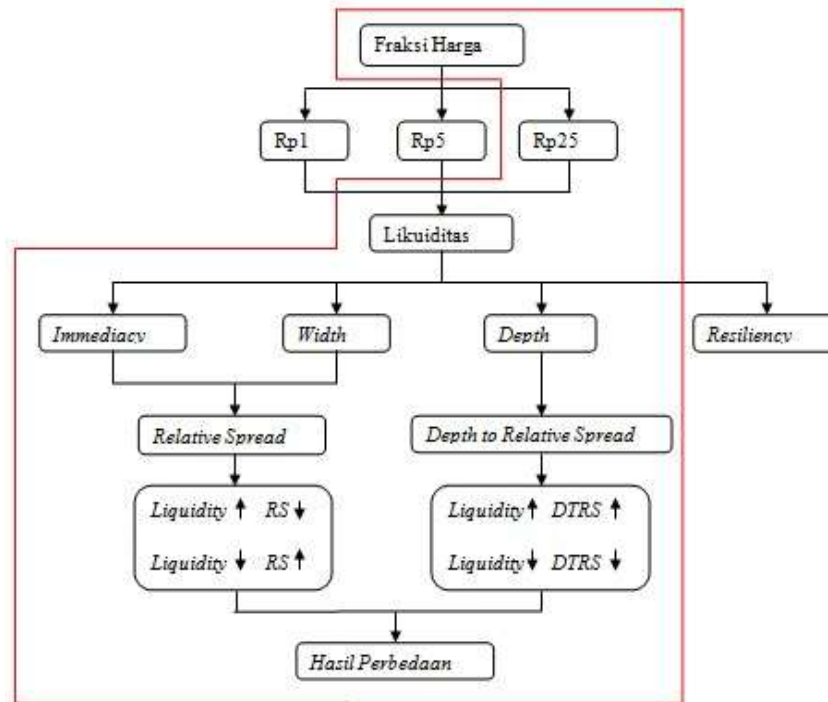 Fraksi Harga
Rp1
Rp5
Rp25
Likuiditas
Immediacy
Width
Depth
Resiliency
Relative Spread
Depth to Relative Spread
Liquidity ↑ RS ↓
Liquidity ↓ RS ↑
Liquidity ↑ DTRS ↑
Liquidity ↓ DTRS ↓
Hasil Perbedaan